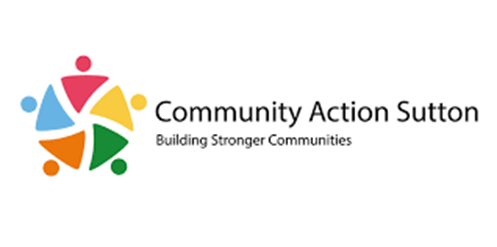 Community Action Sutton
Building Stronger Communities